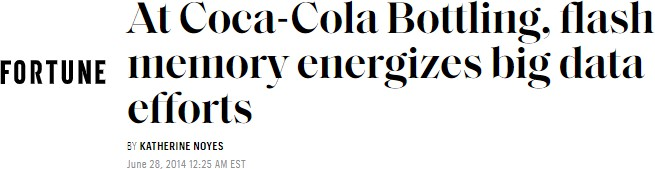 At Coca-Cola Bottling, flash
FORTUNE memory energizes big data
efforts
BY KATHERINE NOYES
June 28, 2014 12:25 AM EST